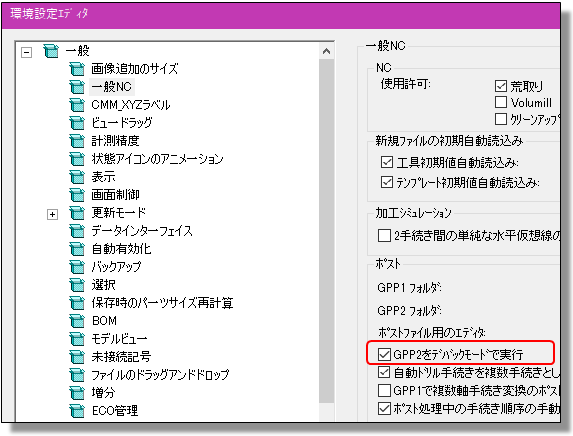 環境設定ｴﾃﾞｨﾀ
一般
画像追加のサイズ
一般NC
CMM_XYZラベル
ビュードラッグ
計測精度
状態アイコンのアニメーション
表示
画面制御
更新モード
データインターフェイス
自動有効化
バックアップ
選択
保存時のパーツサイズ再計算
BOM
モデルビュー
未接続記号
ファイルのドラッグアンドドロップ
増分
ECO管理
一般NC
NC
使用許可:
荒取り
Volumill
ｸﾘｰﾝｱｯﾌﾟ
新規ファイルの初期自動読込み
工具初期値自動読込み:
ﾃﾝﾌﾟﾚｰﾄ初期値自動読込み:
加工ｼﾐｭﾚｰｼｮﾝ
2手続き間の単純な水平仮想線の
ﾎﾟｽﾄ
GPP1 ﾌｫﾙﾀﾞ:
GPP2 ﾌｫﾙﾀﾞ:
ﾎﾟｽﾄﾌｧｲﾙ用のｴﾃﾞｨﾀ:
GPP2をﾃﾞﾊﾞｯｸﾓｰﾄﾞで実行
自動ﾄﾞﾘﾙ手続きを複数手続きとし
GPP1で複数軸手続き変換のﾎﾟｽ
ﾎﾟｽﾄ処理中の手続き順序の手動